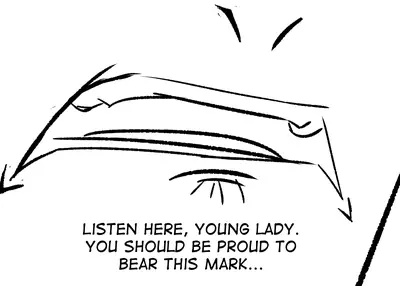 LISTEN HERE, YOUNG LADY.
YOU SHOULD BE PROUD TO
BEAR THIS MARK...